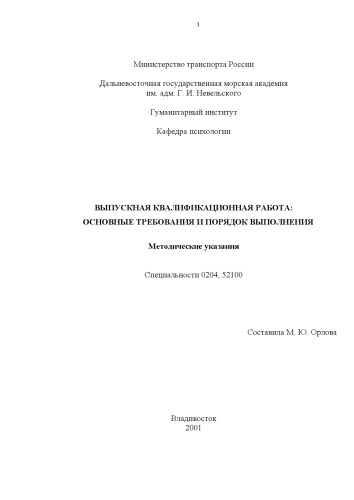 1
Министерство транспорта России
Дальневосточная государственная морская академия
им. адм. Г. И. Невельского
Гуманитарный институт
Кафедра психологии
ВЫПУСКНАЯ КВАЛИФИКАЦИОННАЯ РАБОТА:
ОСНОВНЫЕ ТРЕБОВАНИЯ И ПОРЯДОК ВЫПОЛНЕНИЯ
Методические указания
Специальности 0204, 52100
Составила М. Ю. Орлова
Владивосток
2001